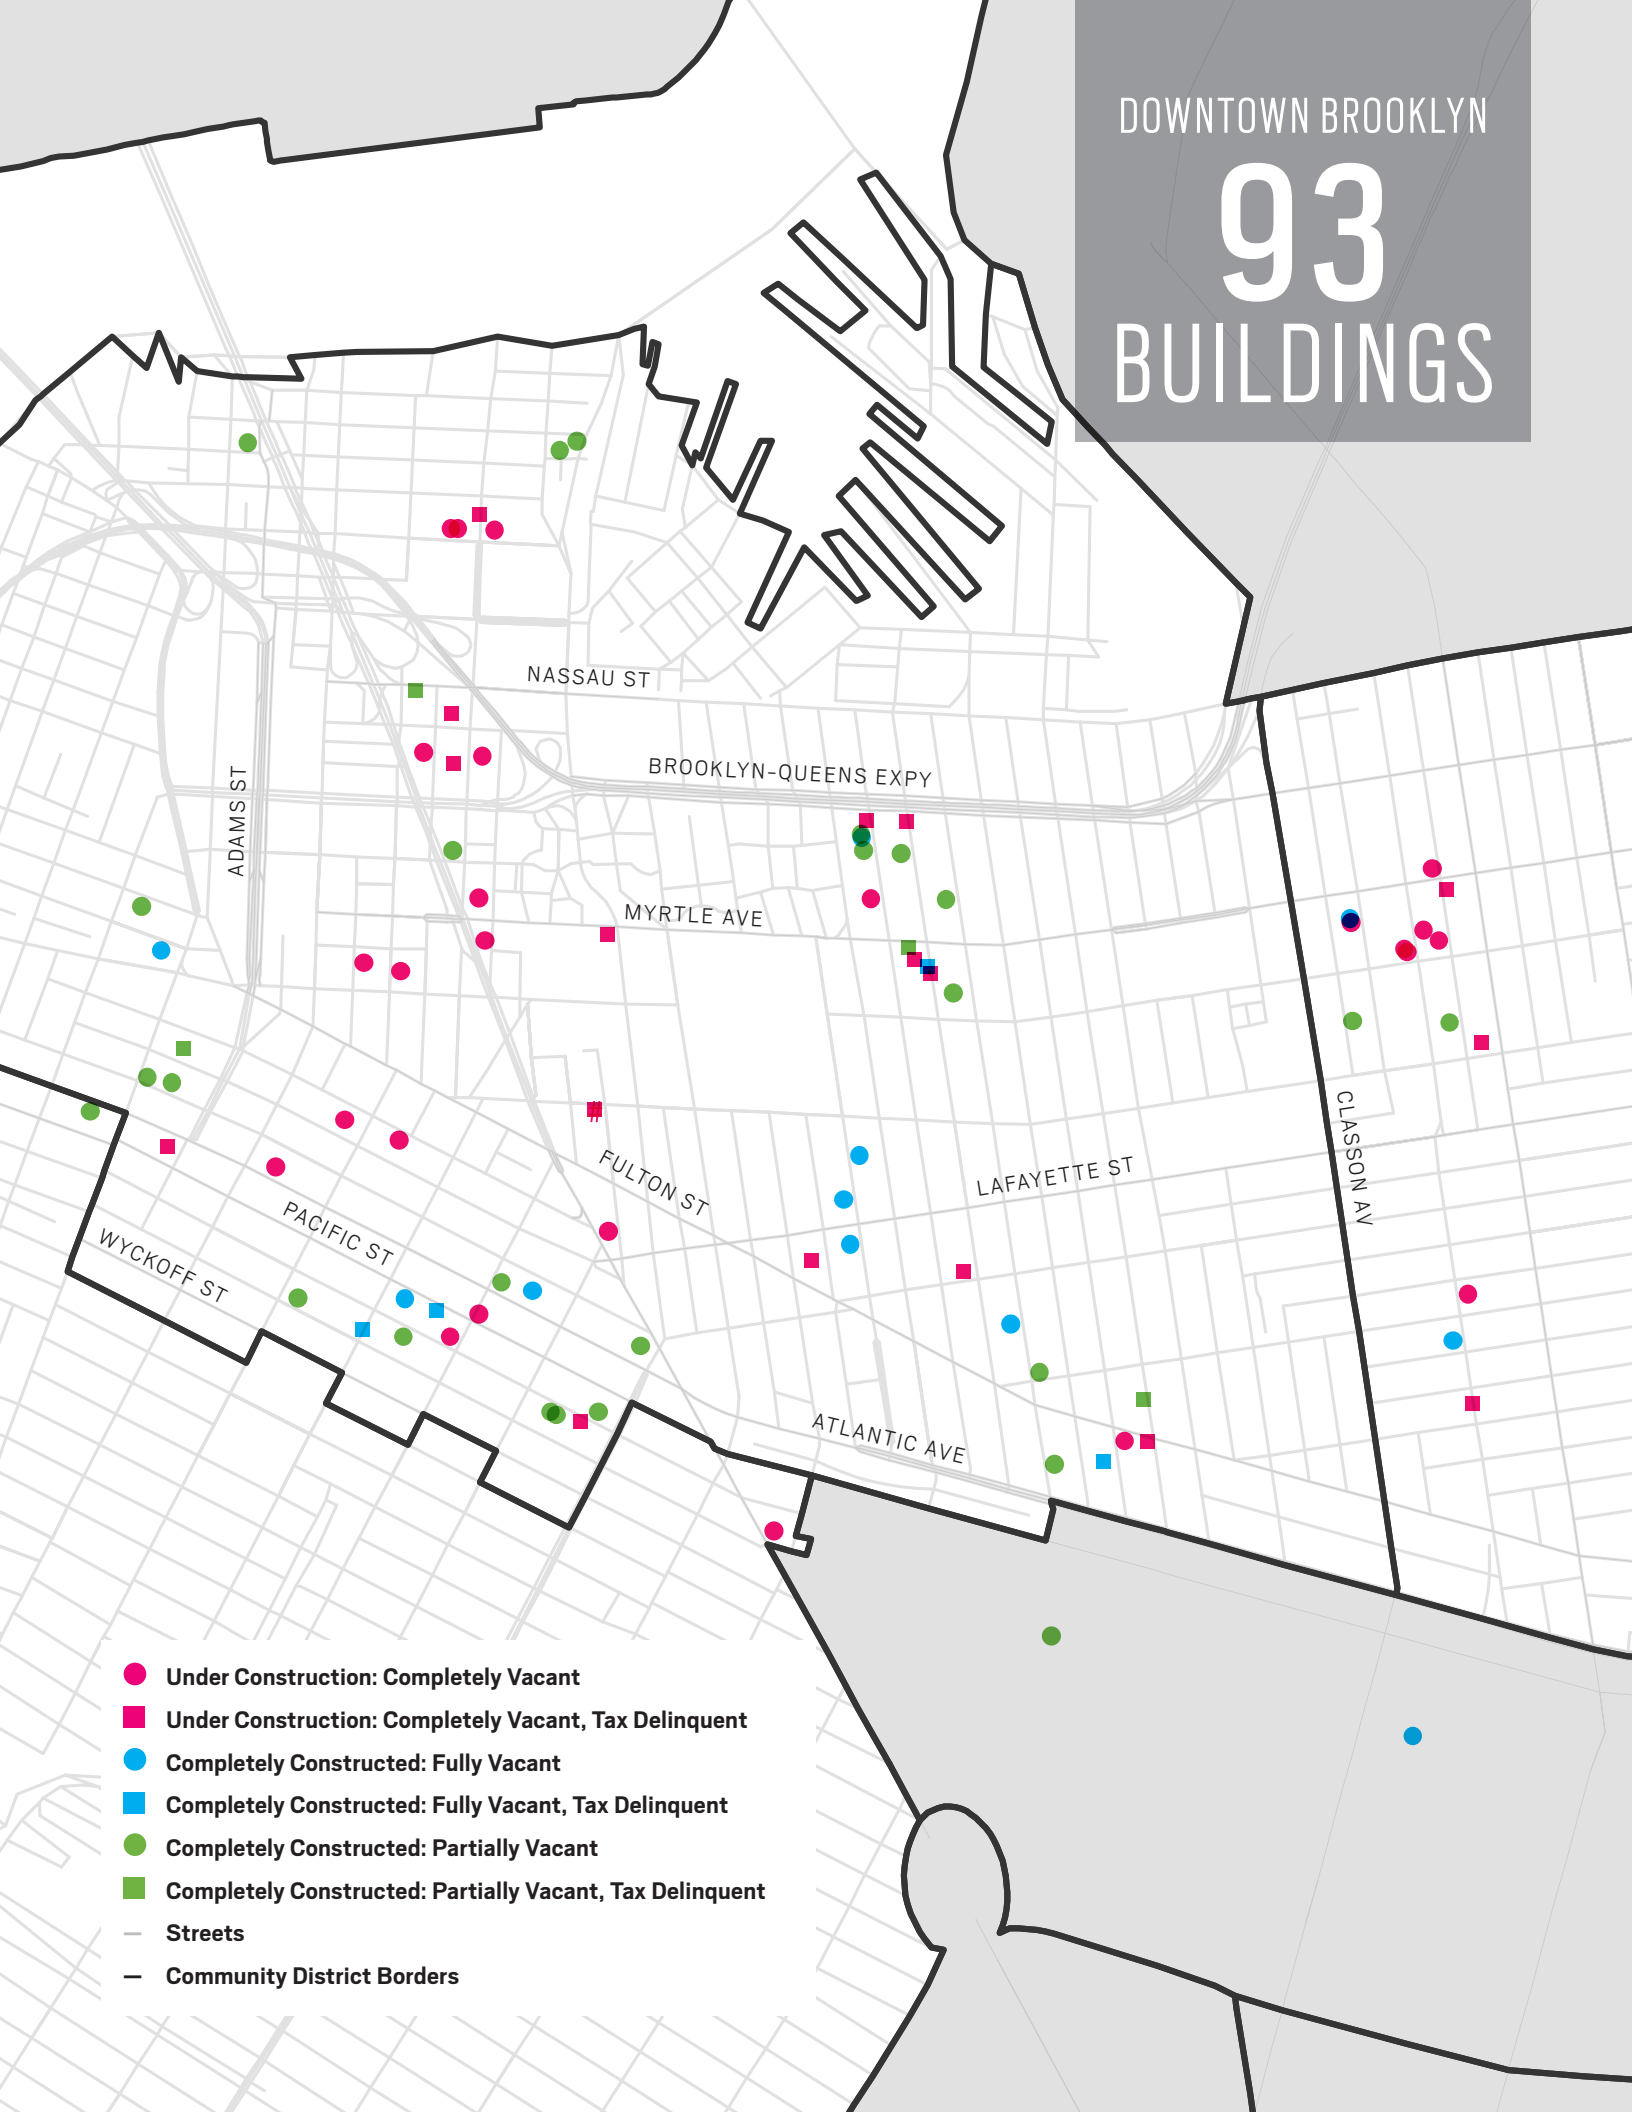 DOWNTOWN BROOKLYN
93
BUILDINGS
NASSAU ST
BROOKLYN-QUEENS EXPY
ADAMS ST
MYRTLE AVE
CLASSON AV
FULTON ST
LAFAYETTE ST
PACIFIC ST
WYCKOFF ST
ATLANTIC AVE
#
Under Construction: Completely Vacant
Under Construction: Completely Vacant, Tax Delinquent
Completely Constructed: Fully Vacant
Completely Constructed: Fully Vacant, Tax Delinquent
Completely Constructed: Partially Vacant
Completely Constructed: Partially Vacant, Tax Delinquent
Streets
Community District Borders